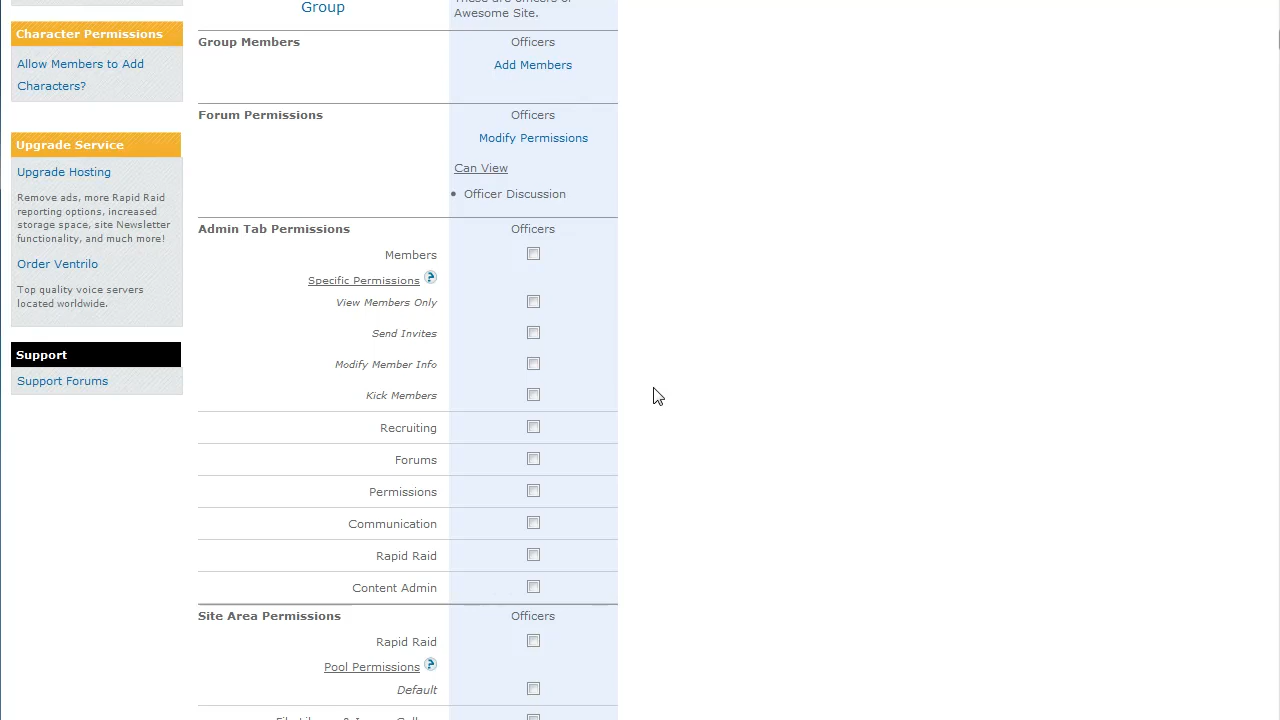 Character Permissions
Allow Members to Add
Characters?
Upgrade Service
Upgrade Hosting
Remove ads, more Rapid Raid
reporting options, increased
storage space, site Newsletter
functionality, and much more!
Order Ventrilo
Top quality voice servers
located worldwide.
Support
Support Forums
Group
Awesome Site.
Group Members Officers
Add Members
Forum Permissions Officers
Modify Permissions
Can View
• Officer Discussion
Admin Tab Permissions Officers
Members
Specific Permissions ?
View Members Only
Send Invites
Modify Member Info
Kick Members
Recruiting
Forums
Permissions
Communication
Rapid Raid
Content Admin
Site Area Permissions Officers
Rapid Raid
Pool Permissions ?
Default